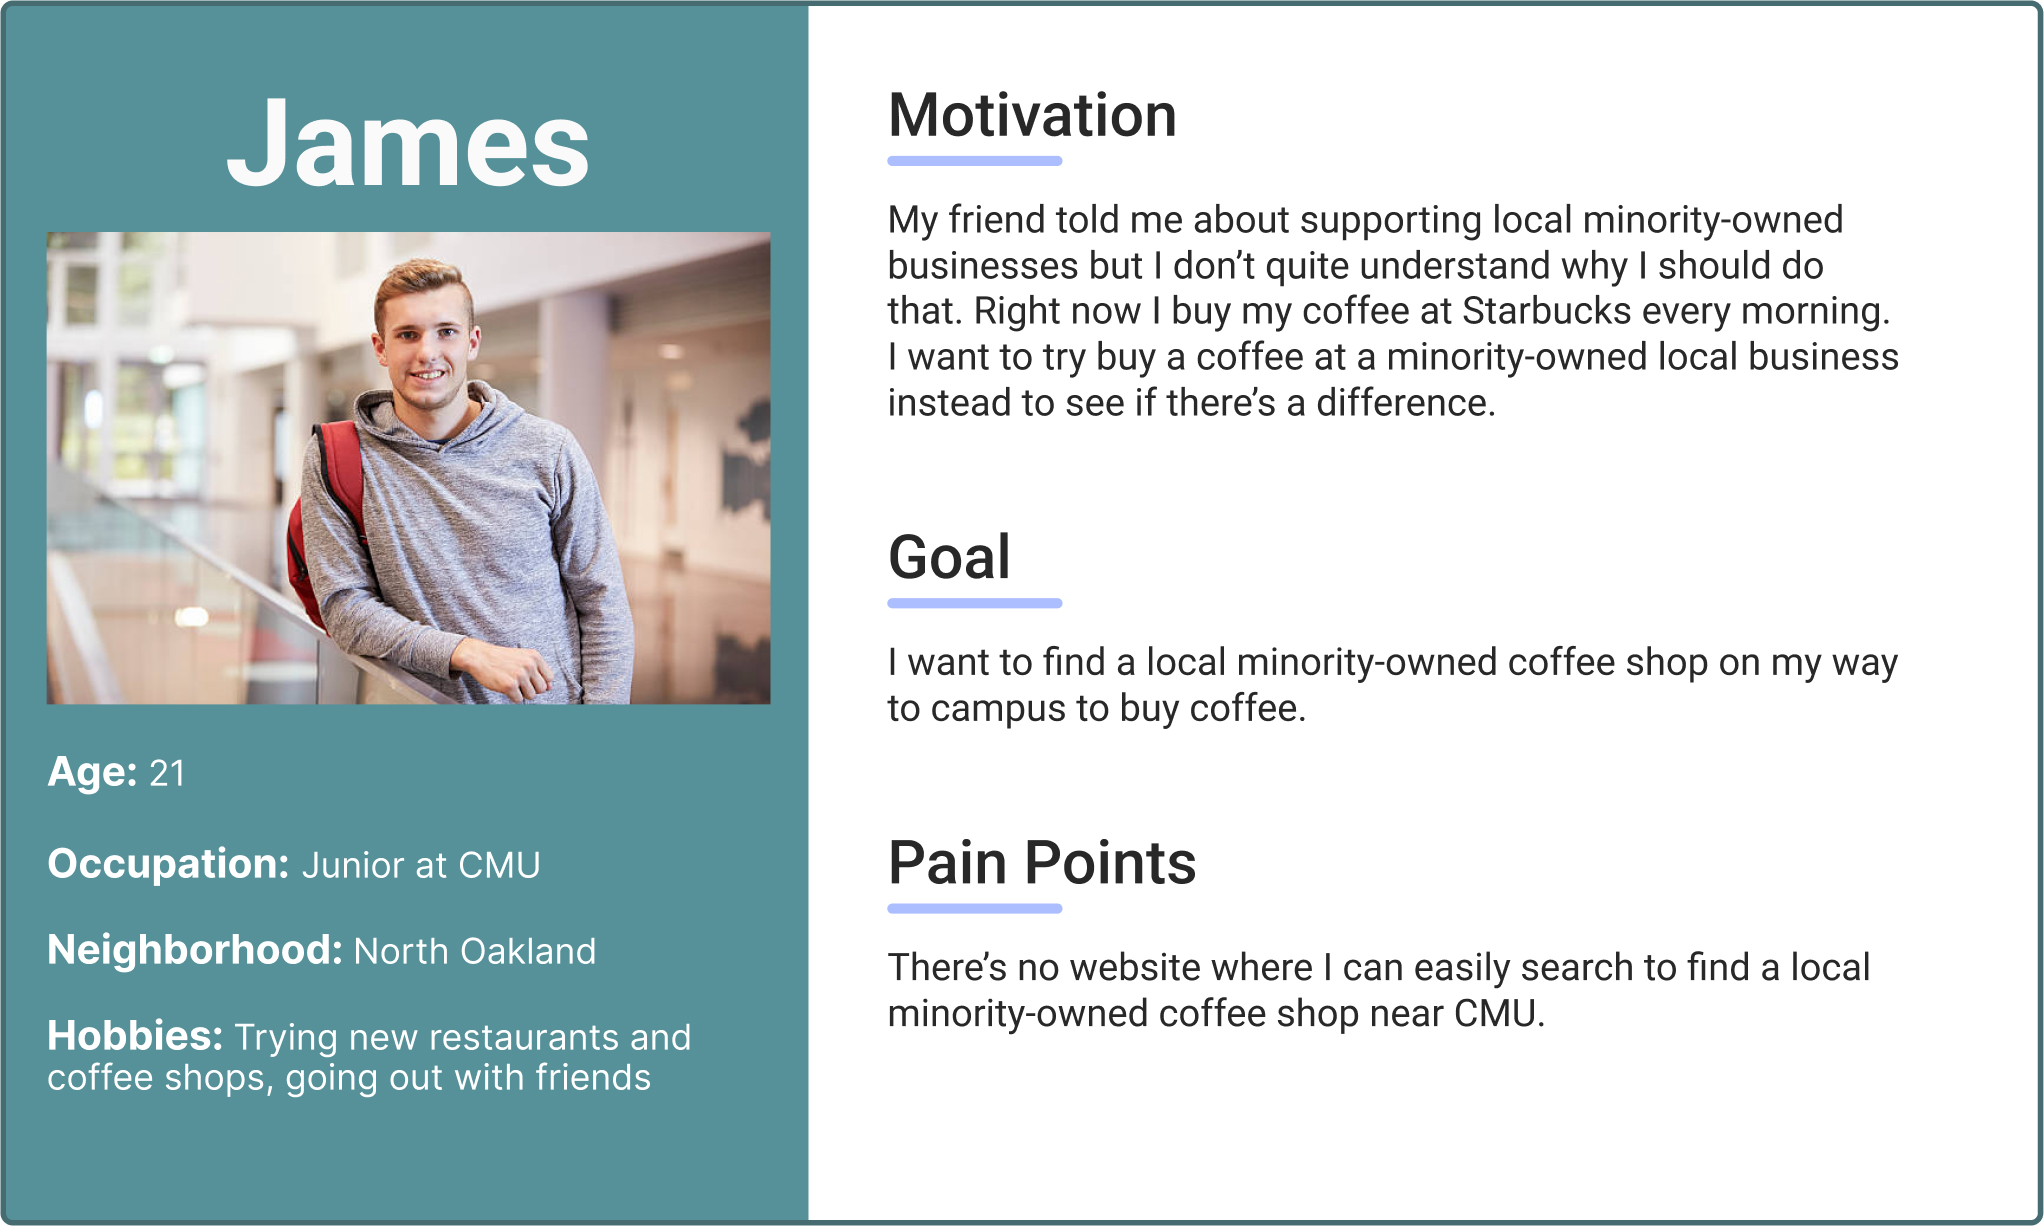 James
Age: 21
Occupation: Junior at CMU
Neighborhood: North Oakland
Hobbies: Trying new restaurants and
coffee shops, going out with friends
Motivation
My friend told me about supporting local minority-owned
businesses but I don’t quite understand why I should do
that. Right now I buy my coffee at Starbucks every morning.
I want to try buy a coffee at a minority-owned local business
instead to see if there’s a difference.
Goal
I want to find a local minority-owned coffee shop on my way
to campus to buy coffee.
Pain Points
There’s no website where I can easily search to find a local
minority-owned coffee shop near CMU.